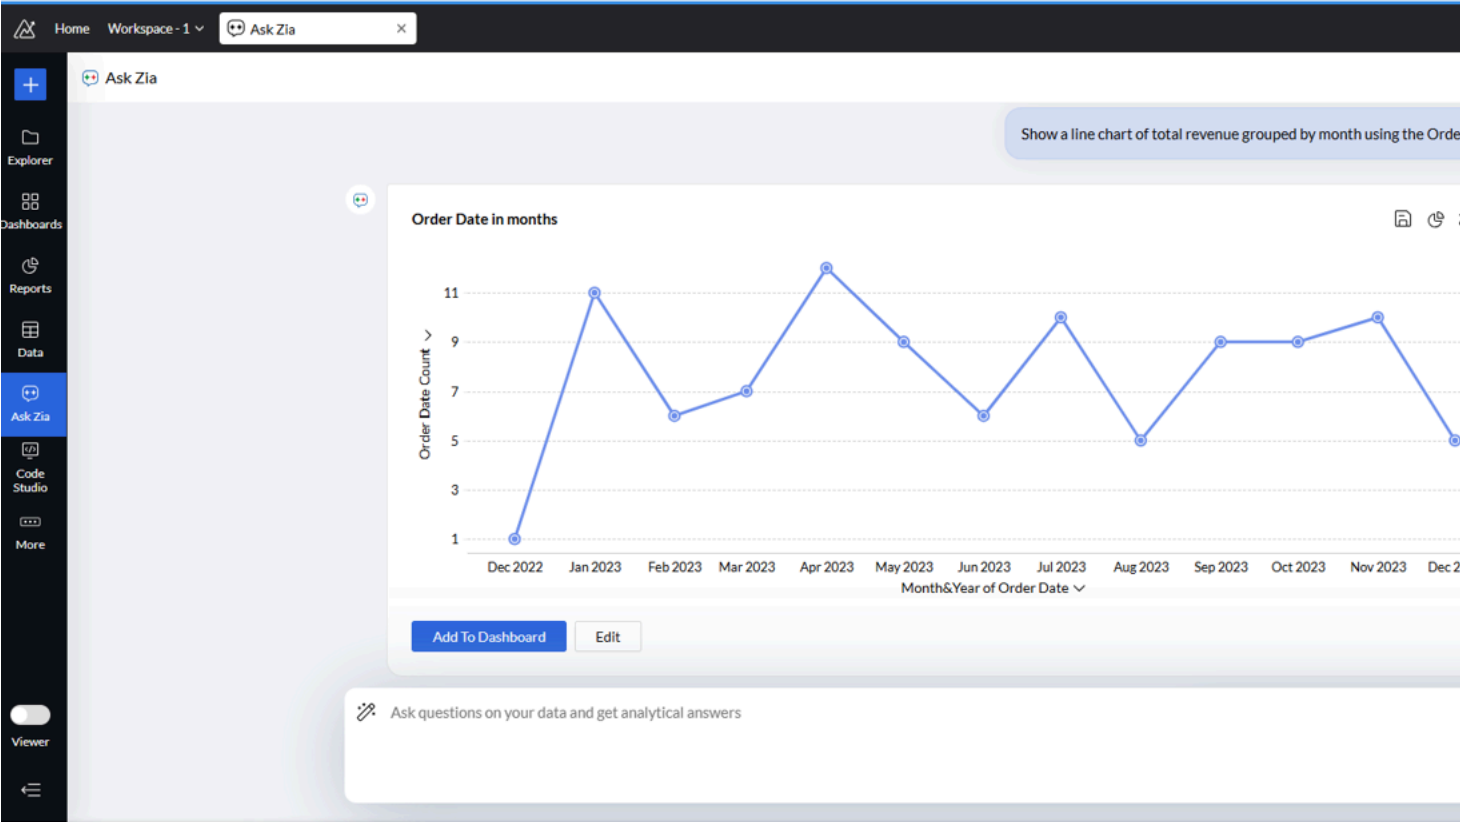 Home
Workspace - 1
Ask Zia
Ask Zia
Explorer
Dashboards
Reports
Data
Ask Zia
Code
Studio
More
Viewer
Show a line chart of total revenue grouped by month using the Orde
Order Date in months
11
9
7
5
3
1
Order Date Count
Dec 2022
Jan 2023
Feb 2023
Mar 2023
Apr 2023
May 2023
Jun 2023
Jul 2023
Aug 2023
Sep 2023
Oct 2023
Nov 2023
Dec 2
Month&Year of Order Date
Add To Dashboard
Edit
Ask questions on your data and get analytical answers